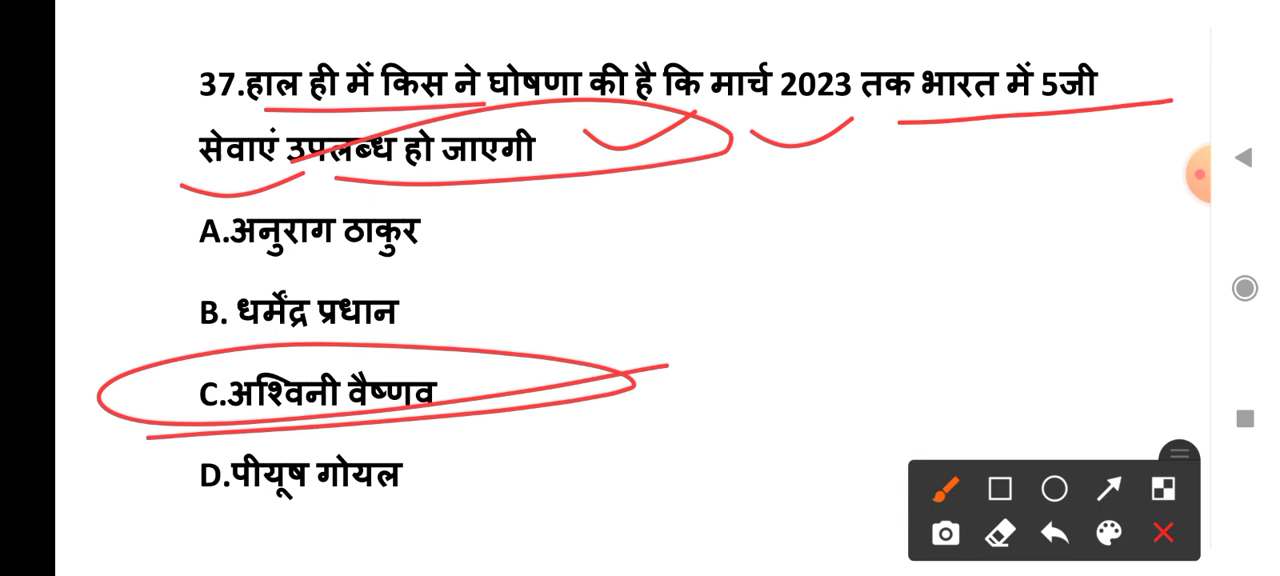 37.हाल ही में किस ने घोषणा की है कि मार्च 2023 तक भारत में 5जी
सेवाएं उपलब्ध हो जाएगी
A.अनुराग ठाकुर
B. धर्मेंद्र प्रधान
C.अश्विनी वैष्णव
D.पीयूष गोयल